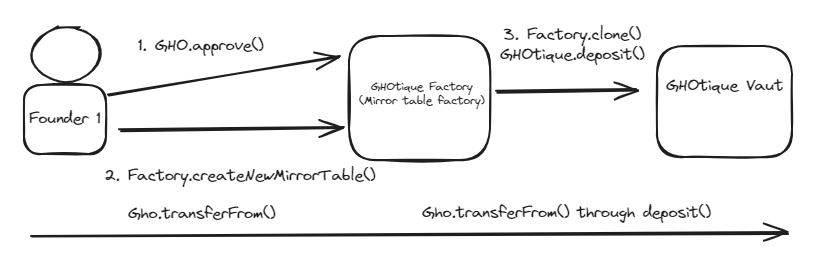 1. GHO.approve()
3. Factory.clone()
GHOtique.deposit()
GHOtique Factory
(Mirror table factory)
GHOtique Vaut
Founder 1
2. Factory.createNewMirrorTable()
Gho.transferFrom()
Gho.transferFrom() through deposit()